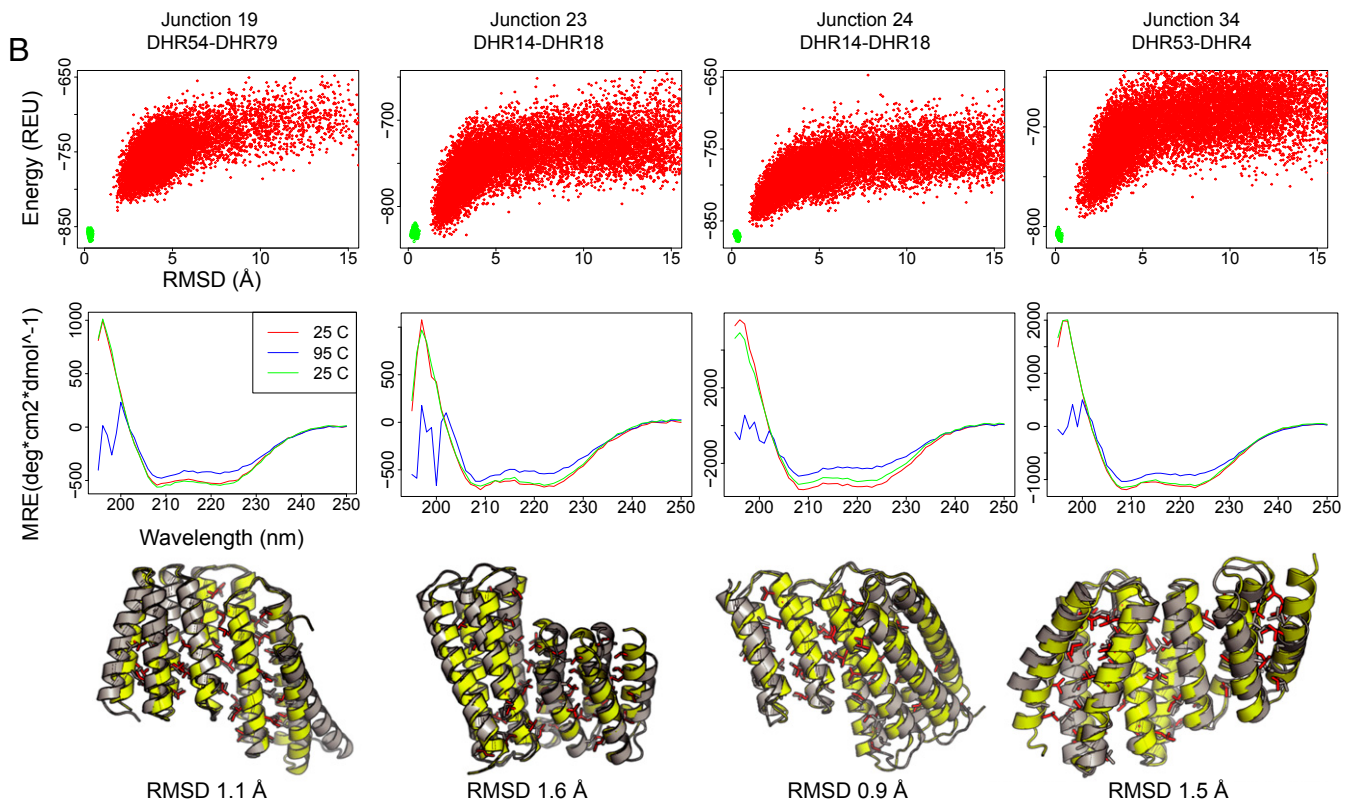 B
Junction 19
DHR54-DHR79
Junction 23
DHR14-DHR18
Junction 24
DHR14-DHR18
Junction 34
DHR53-DHR4
Energy (REU)
−650
−750
−850
0 5 10 15
RMSD (Å)
−700
−800
0 5 10 15
−650
−750
−850
0 5 10 15
−700
−800
0 5 10 15
MRE(deg*cm2*dmol^-1)
1000
500
0
−500
200 210 220 230 240 250
Wavelength (nm)
25 C
95 C
25 C
1000
500
0
−500
200 210 220 230 240 250
2000
−2000
200 210 220 230 240 250
2000
1000
0
−1000
200 210 220 230 240 250
RMSD 1.1 Å
RMSD 1.6 Å
RMSD 0.9 Å
RMSD 1.5 Å